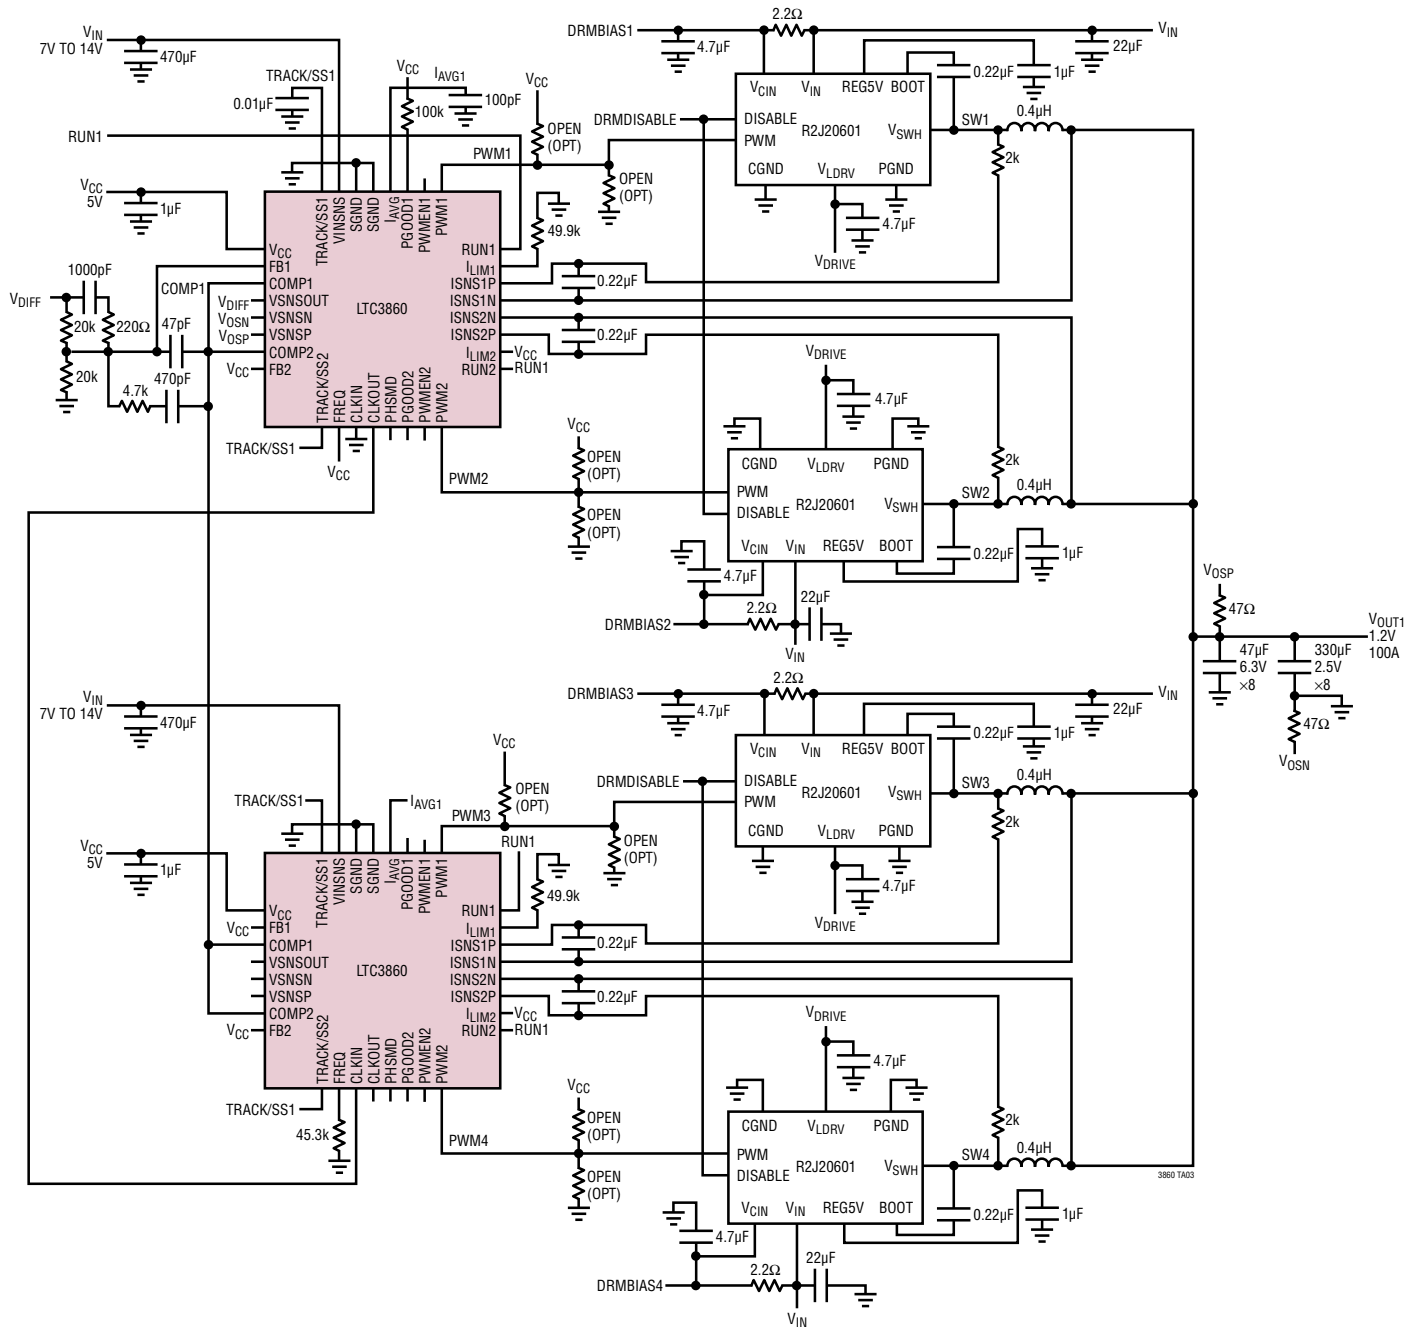 VIN
7V TO 14V
470µF
TRACK/SS1
0.01µF
RUN1
VCC
5V
1µF
VCC
IAVG1
100k
100pF
VCC
OPEN
(OPT)
PWM1
OPEN
(OPT)
49.9k
TRACK/SS1
VINSNS
SGND
SGND
IAVG
PGOOD1
PWMEN1
PWM1
VCC
FB1
COMP1
VSNSOUT
VSNSN
VSNSP
COMP2
FB2
LTC3860
RUN1
ILIM1
ISNS1P
ISNS1N
ISNS2N
ISNS2P
ILIM2
RUN2
VCC
RUN1
TRACK/SS2
FREQ
CLKIN
CLKOUT
PHSMD
PGOOD2
PWMEN2
PWM2
1000pF
COMP1
VDIFF
20k
220Ω
47pF
VDIFF
VOSN
VOSP
VCC
20k
4.7k
470pF
TRACK/SS1
VCC
0.22µF
0.22µF
PWM2
VCC
OPEN
(OPT)
OPEN
(OPT)
DRMBIAS1
2.2Ω
VIN
4.7µF
22µF
VCIN
VIN
REG5V
BOOT
0.22µF
1µF
DRMDISABLE
DISABLE
PWM
R2J20601
VSWH
SW1
0.4µH
2k
CGND
VLDRV
PGND
4.7µF
VDRIVE
VDRIVE
4.7µF
CGND
VLDRV
PGND
2k
PWM
DISABLE
R2J20601
VSWH
SW2
0.4µH
VCIN
VIN
REG5V
BOOT
0.22µF
1µF
4.7µF
DRMBIAS2
2.2Ω
22µF
VIN
VOSP
47Ω
VOUT1
1.2V
100A
47µF
6.3V
×8
330µF
2.5V
×8
47Ω
VOSN
VIN
7V TO 14V
470µF
TRACK/SS1
IAVG1
VCC
OPEN
(OPT)
PWM3
OPEN
(OPT)
RUN1
49.9k
VCC
5V
1µF
TRACK/SS1
VINSNS
SGND
SGND
IAVG
PGOOD1
PWMEN1
PWM1
VCC
FB1
COMP1
VSNSOUT
VSNSN
VSNSP
COMP2
FB2
VCC
VCC
LTC3860
RUN1
ILIM1
ISNS1P
ISNS1N
ISNS2N
ISNS2P
ILIM2
RUN2
VCC
RUN1
TRACK/SS2
FREQ
CLKIN
CLKOUT
PHSMD
PGOOD2
PWMEN2
PWM2
TRACK/SS1
45.3k
0.22µF
0.22µF
PWM4
VCC
OPEN
(OPT)
OPEN
(OPT)
DRMBIAS3
2.2Ω
VIN
4.7µF
22µF
VCIN
VIN
REG5V
BOOT
0.22µF
1µF
DRMDISABLE
DISABLE
PWM
R2J20601
VSWH
SW3
0.4µH
2k
CGND
VLDRV
PGND
4.7µF
VDRIVE
VDRIVE
4.7µF
CGND
VLDRV
PGND
2k
PWM
DISABLE
R2J20601
VSWH
SW4
0.4µH
3860 TA03
VCIN
VIN
REG5V
BOOT
0.22µF
1µF
4.7µF
DRMBIAS4
2.2Ω
22µF
VIN